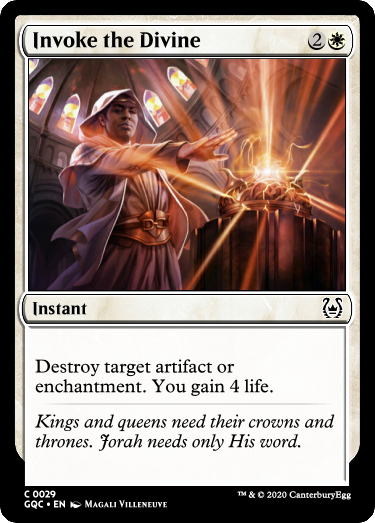 Invoke the Divine 2
Instant
Destroy target artifact or
enchantment. You gain 4 life.
Kings and queens need their crowns and
thrones. Jorah needs only His word.
C 0029
GQC • EN Magali Villeneuve
™ & © 2020 CanterburyEgg